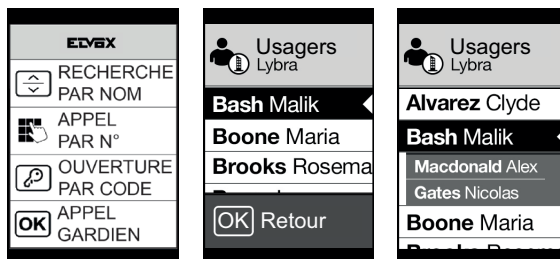 ELVOX
RECHERCHE
PAR NOM
APPEL
PAR N°
OUVERTURE
PAR CODE
OK APPEL
GARDIEN
Usagers
Lybra
Bash Malik
Boone Maria
Brooks Rosema
OK Retour
Usagers
Lybra
Alvarez Clyde
Bash Malik
Macdonald Alex
Gates Nicolas
Boone Maria